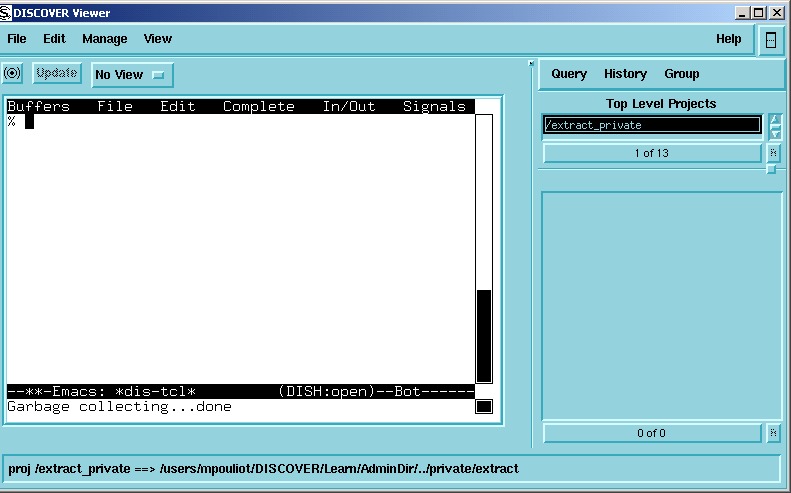 DISCOVER Viewer
File Edit Manage View Help
Update No View
Query History Group
Buffers File Edit Complete In/Out Signals
%
--**-Emacs: *dis-tcl* (DISH:open)--Bot------
Garbage collecting...done
Top Level Projects
/extract_private
1 of 13
0 of 0
proj /extract_private ==> /users/mpouliot/DISCOVER/Learn/AdminDir/../private/extract